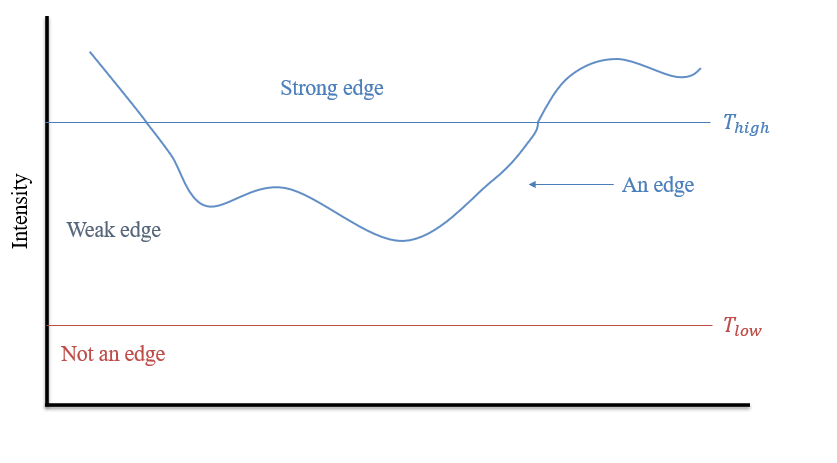 Strong edge
T_high
An edge
Intensity
Weak edge
T_low
Not an edge